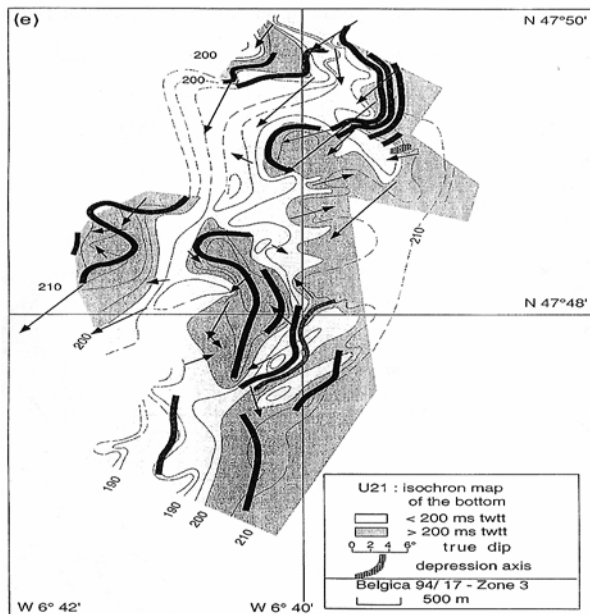 (e)
N 47°50'
200
200
210
210
200
N 47°48'
190
190
200
210
U21 : isochron map
of the bottom
< 200 ms twtt
> 200 ms twtt
0 2 4 6°
true dip
depression axis
Belgica 94/ 17 - Zone 3
500 m
W 6° 42'
W 6° 40'